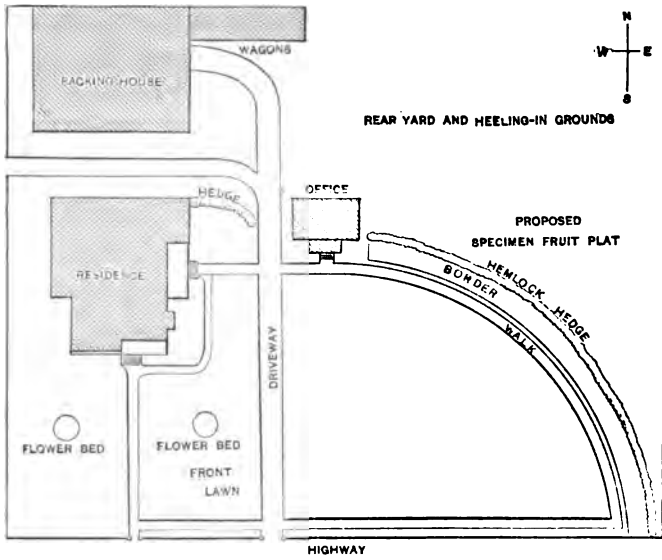 N
WAGONS
W E
PACKING HOUSE
S
REAR YARD AND HEELING-IN GROUNDS
HEDGE
OFFICE
PROPOSED
SPECIMEN FRUIT PLAT
RESIDENCE
BORDER
HEMLOCK HEDGE
WALK
DRIVEWAY
FLOWER BED
FLOWER BED
FRONT
LAWN
HIGHWAY